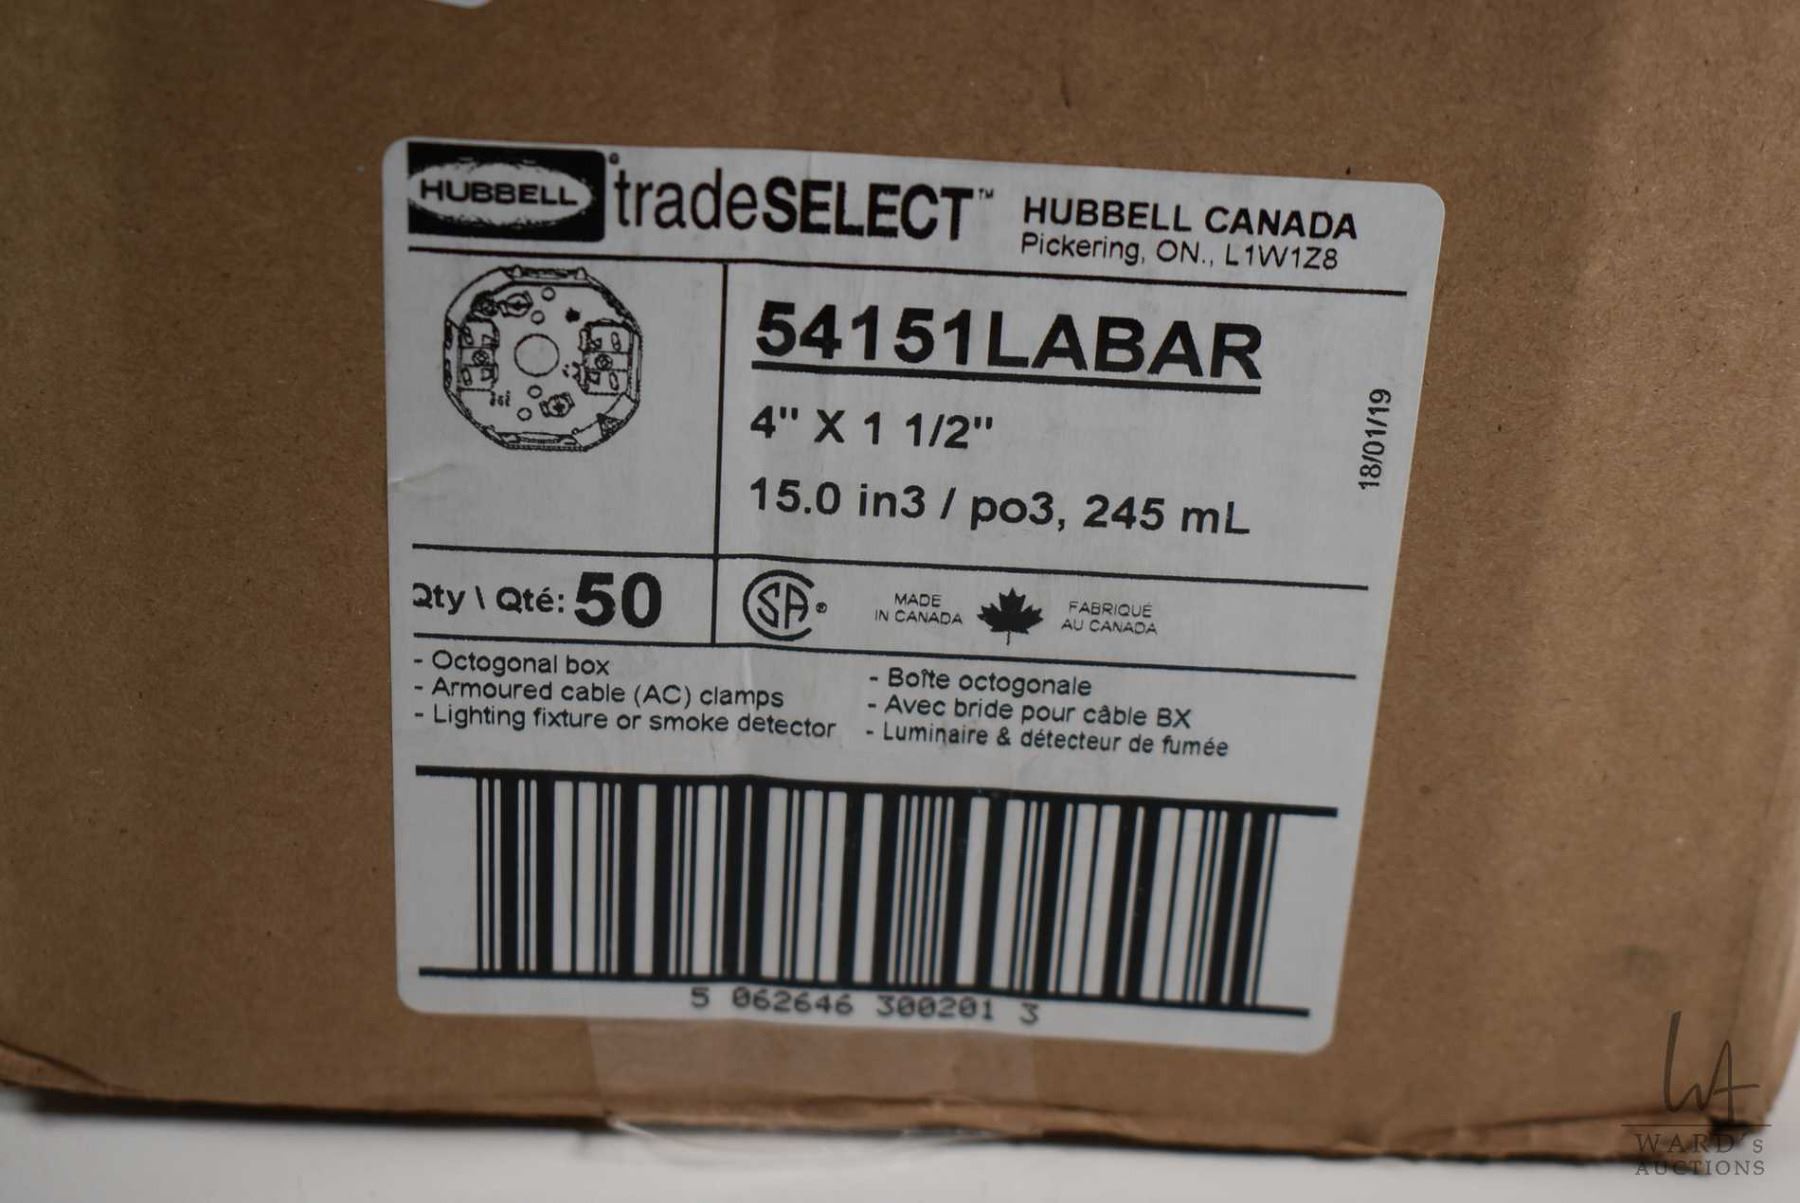 HUBBELL
tradeSELECT™
HUBBELL CANADA
Pickering, ON., L1W1Z8
54151LABAR
4" X 1 1/2"
15.0 in3 / po3, 245 mL
18/01/19
Qty \ Qté: 50
CSA®
MADE
IN CANADA
FABRIQUÉ
AU CANADA
- Octogonal box
- Armoured cable (AC) clamps
- Lighting fixture or smoke detector
- Boîte octogonale
- Avec bride pour câble BX
- Luminaire & détecteur de fumée
5 062646 300201 3
WA
WARD'S
AUCTIONS